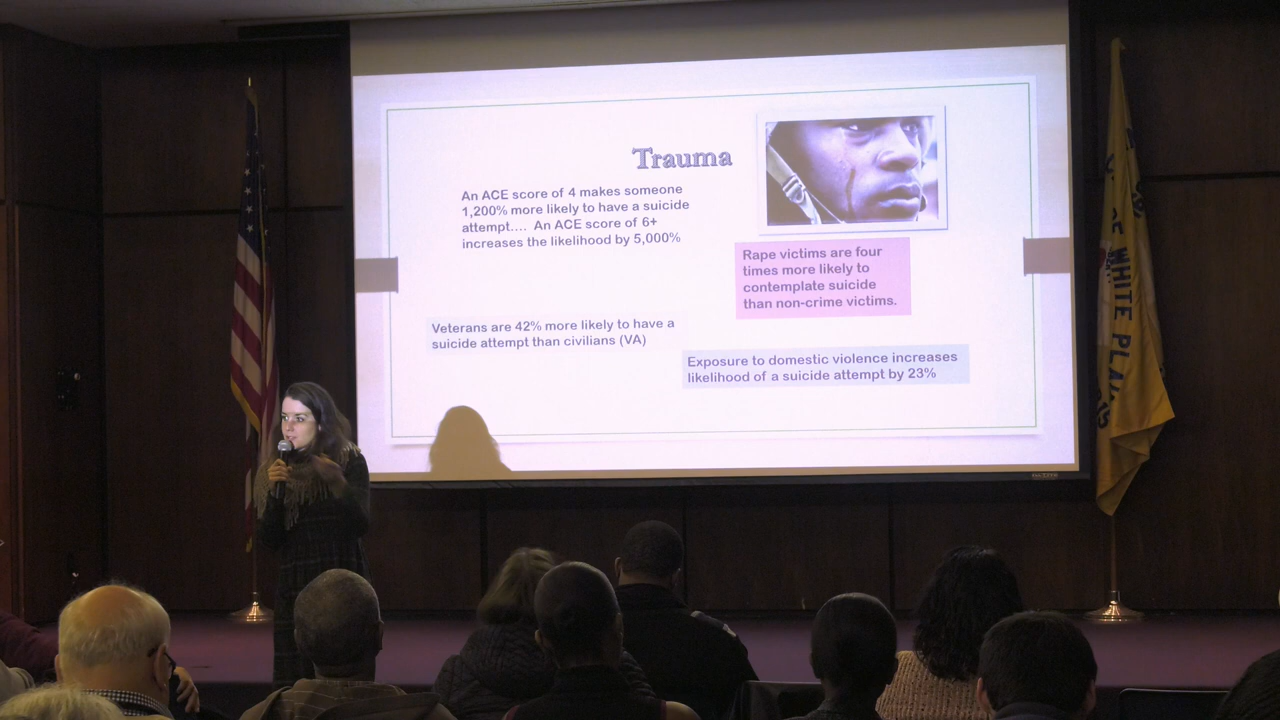 Trauma
An ACE score of 4 makes someone
1,200% more likely to have a suicide
attempt.... An ACE score of 6+
increases the likelihood by 5,000%
Rape victims are four
times more likely to
contemplate suicide
than non-crime victims.
Veterans are 42% more likely to have a
suicide attempt than civilians (VA)
Exposure to domestic violence increases
likelihood of a suicide attempt by 23%
WHITE PLA